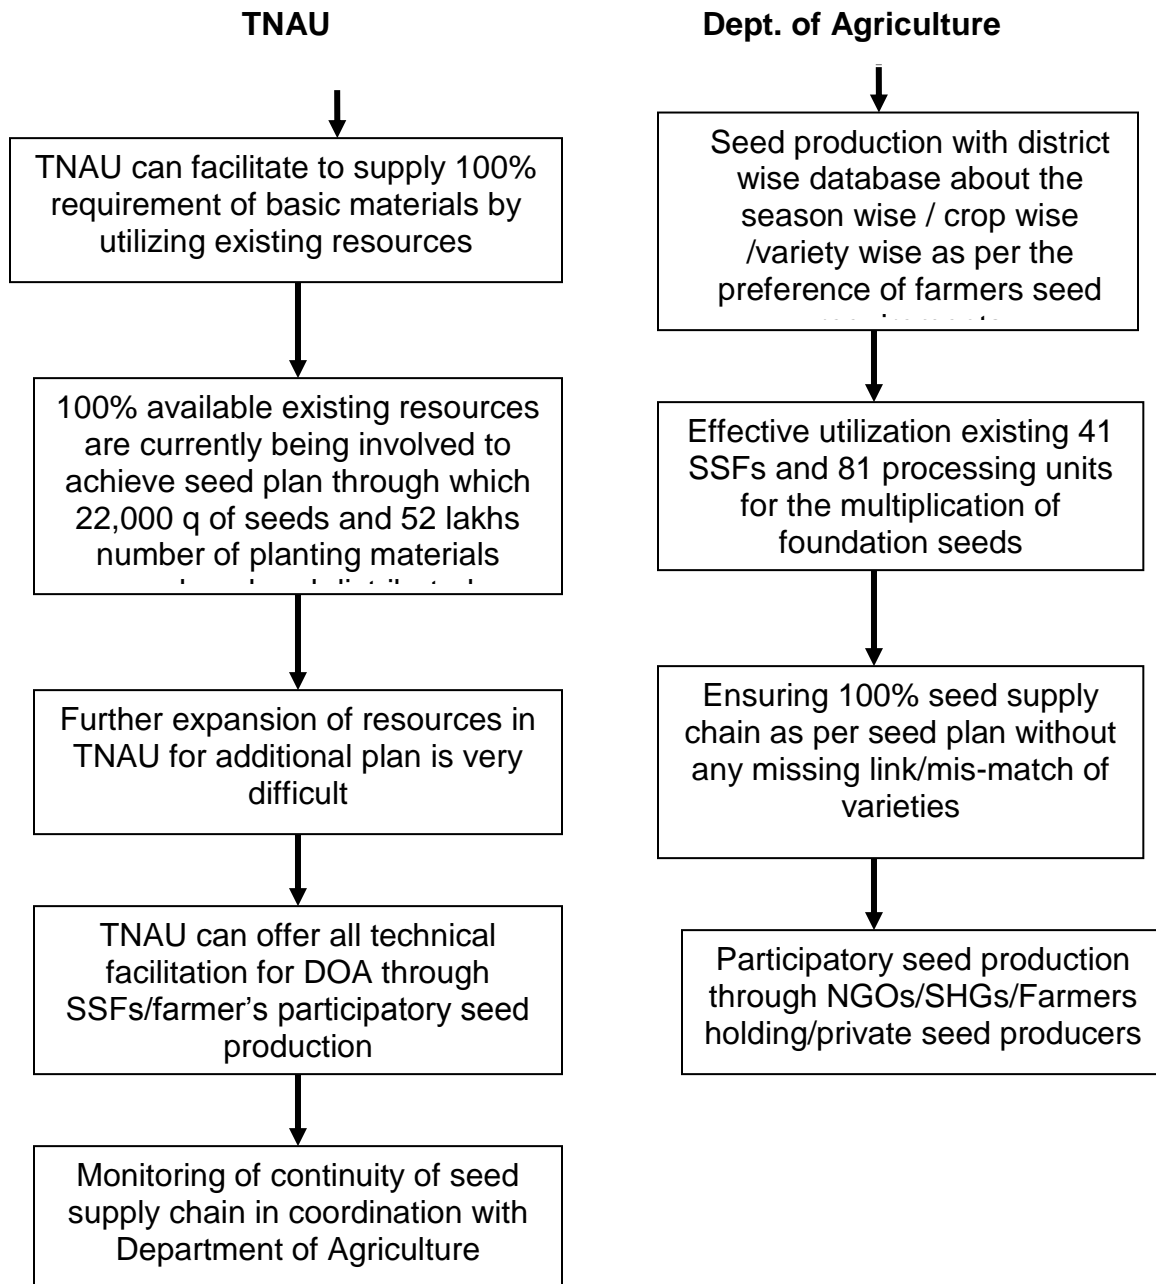 TNAU
TNAU can facilitate to supply 100%
requirement of basic materials by
utilizing existing resources
100% available existing resources
are currently being involved to
achieve seed plan through which
22,000 q of seeds and 52 lakhs
number of planting materials
Further expansion of resources in
TNAU for additional plan is very
difficult
TNAU can offer all technical
facilitation for DOA through
SSFs/farmer’s participatory seed
production
Monitoring of continuity of seed
supply chain in coordination with
Department of Agriculture
Dept. of Agriculture
Seed production with district
wise database about the
season wise / crop wise
/variety wise as per the
preference of farmers seed
Effective utilization existing 41
SSFs and 81 processing units
for the multiplication of
foundation seeds
Ensuring 100% seed supply
chain as per seed plan without
any missing link/mis-match of
varieties
Participatory seed production
through NGOs/SHGs/Farmers
holding/private seed producers